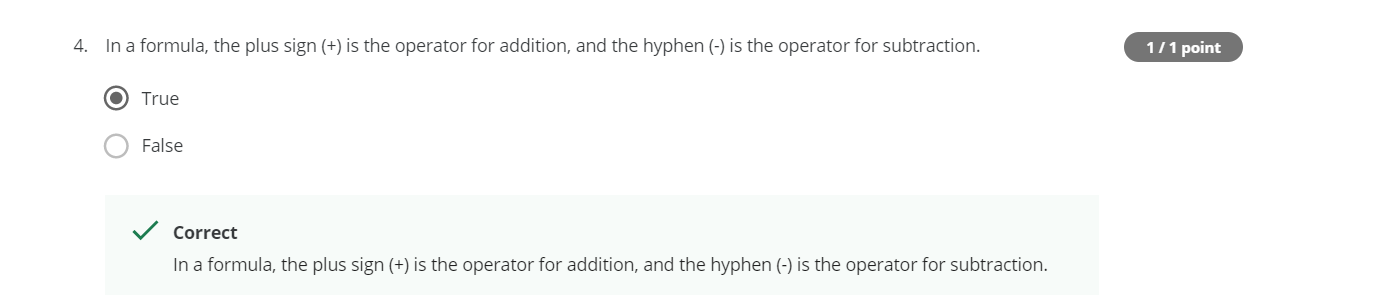 4. In a formula, the plus sign (+) is the operator for addition, and the hyphen (-) is the operator for subtraction.
1 / 1 point
True
False
Correct
In a formula, the plus sign (+) is the operator for addition, and the hyphen (-) is the operator for subtraction.